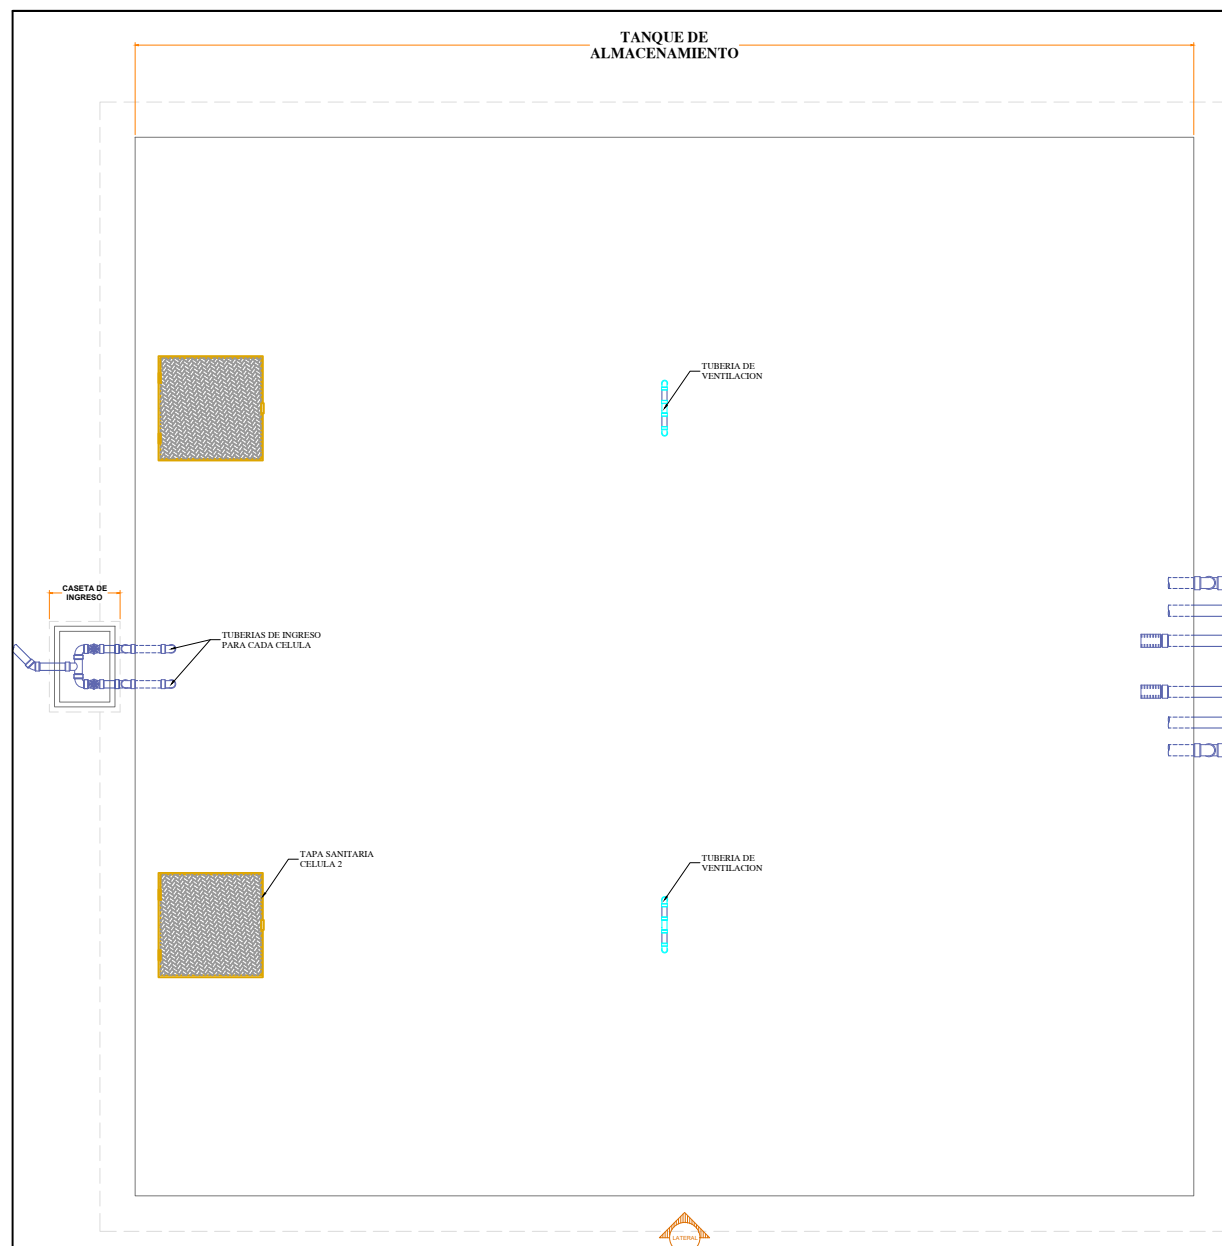 TANQUE DE
ALMACENAMIENTO
TUBERIA DE
VENTILACION
CASETA DE
INGRESO
TUBERIAS DE INGRESO
PARA CADA CELULA
TAPA SANITARIA
CELULA 2
TUBERIA DE
VENTILACION
LATERAL